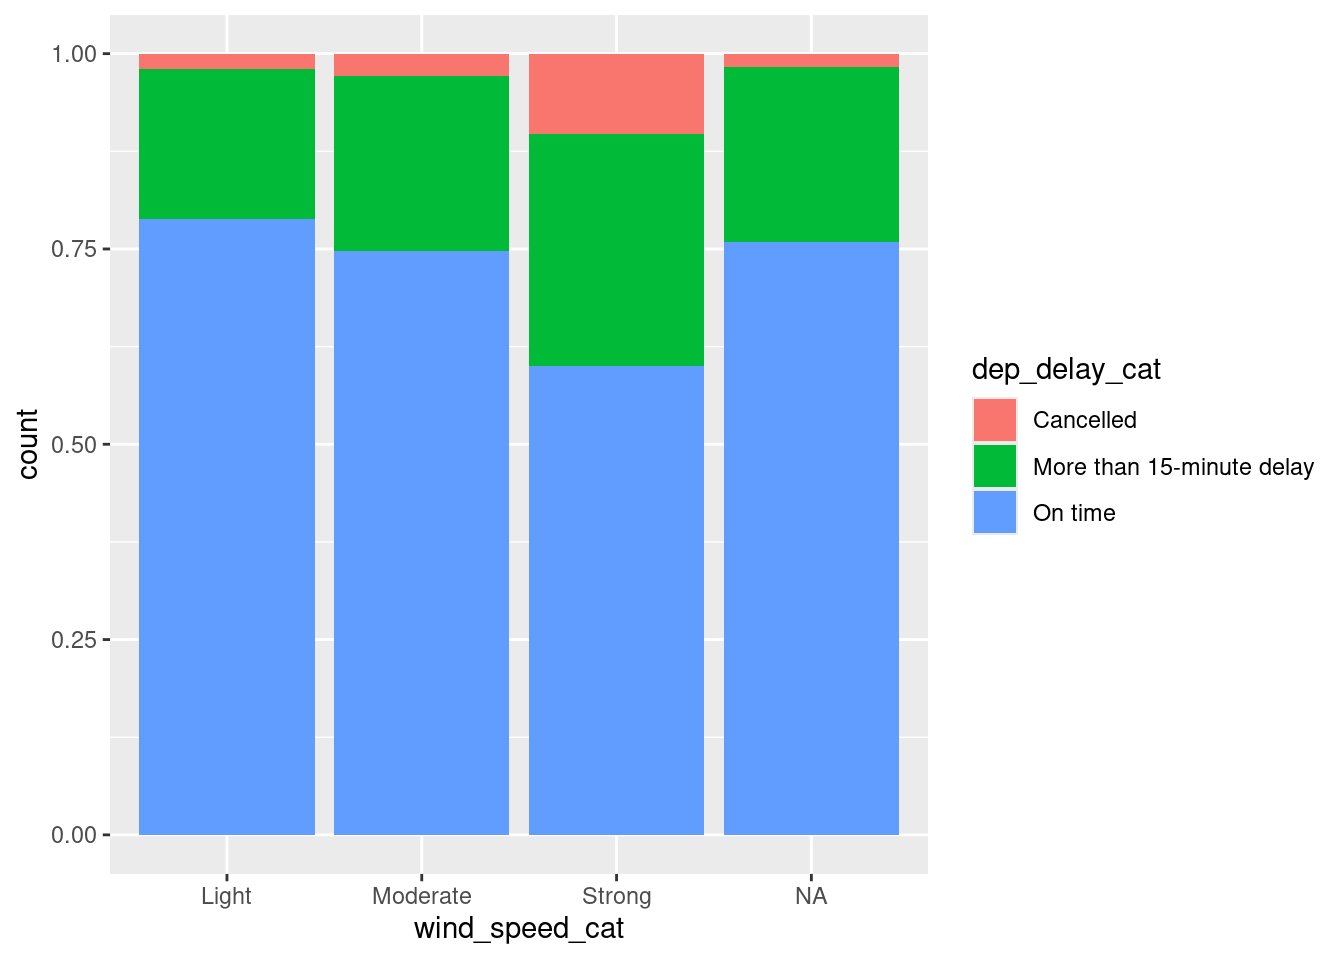 1.00
0.75
0.50
0.25
0.00
count
Light Moderate Strong NA
wind_speed_cat
dep_delay_cat
Cancelled
More than 15-minute delay
On time